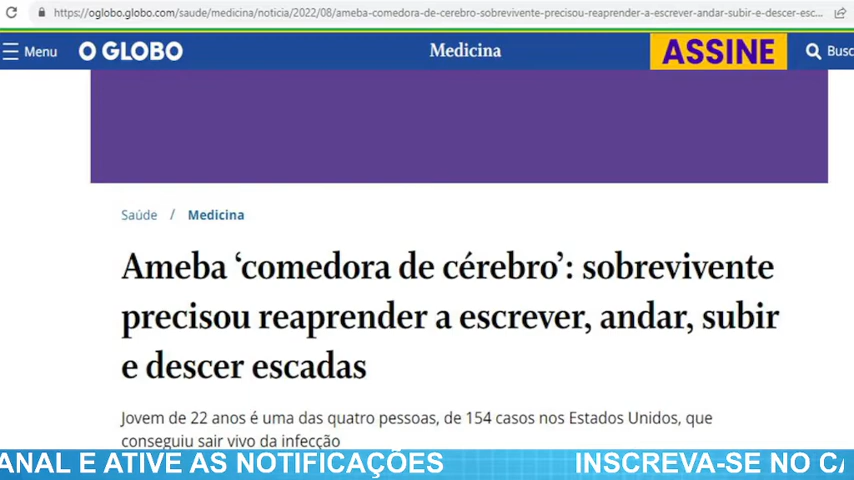 https://oglobo.globo.com/saude/medicina/noticia/2022/08/ameba-comedora-de-cerebro-sobrevivente-precisou-reaprender-a-escrever-andar-subir-e-descer-esc...
Menu O GLOBO Medicina ASSINE Busc
Saúde / Medicina
Ameba ‘comedora de cérebro’: sobrevivente
precisou reaprender a escrever, andar, subir
e descer escadas
Jovem de 22 anos é uma das quatro pessoas, de 154 casos nos Estados Unidos, que
conseguiu sair vivo da infecção
ANAL E ATIVE AS NOTIFICAÇÕES INSCREVA-SE NO CA